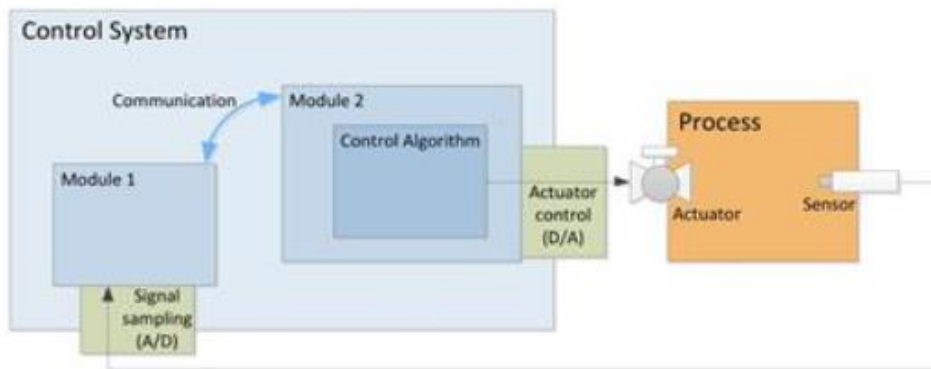 Control System
Communication
Module 2
Control Algorithm
Process
Module 1
Actuator
control
(D/A)
Actuator
Sensor
Signal
sampling
(A/D)